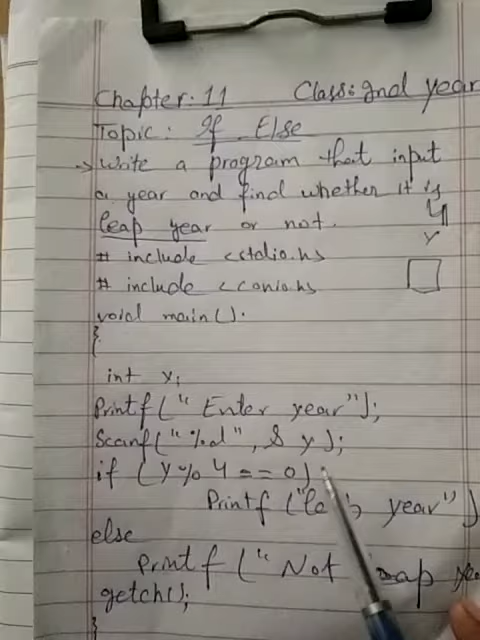 Chapter: 11 Class: 2nd year
Topic: If Else
→ Write a program that input
a year and find whether it is
leap year or not.
4
Y
# include <stdio.h>
# include <conio.h>
void main().
{
int y;
Printf ("Enter year");
Scanf("%d", & y);
if (Y%4 == 0)
Printf ( year")
else
Printf ("Not
getch();
}